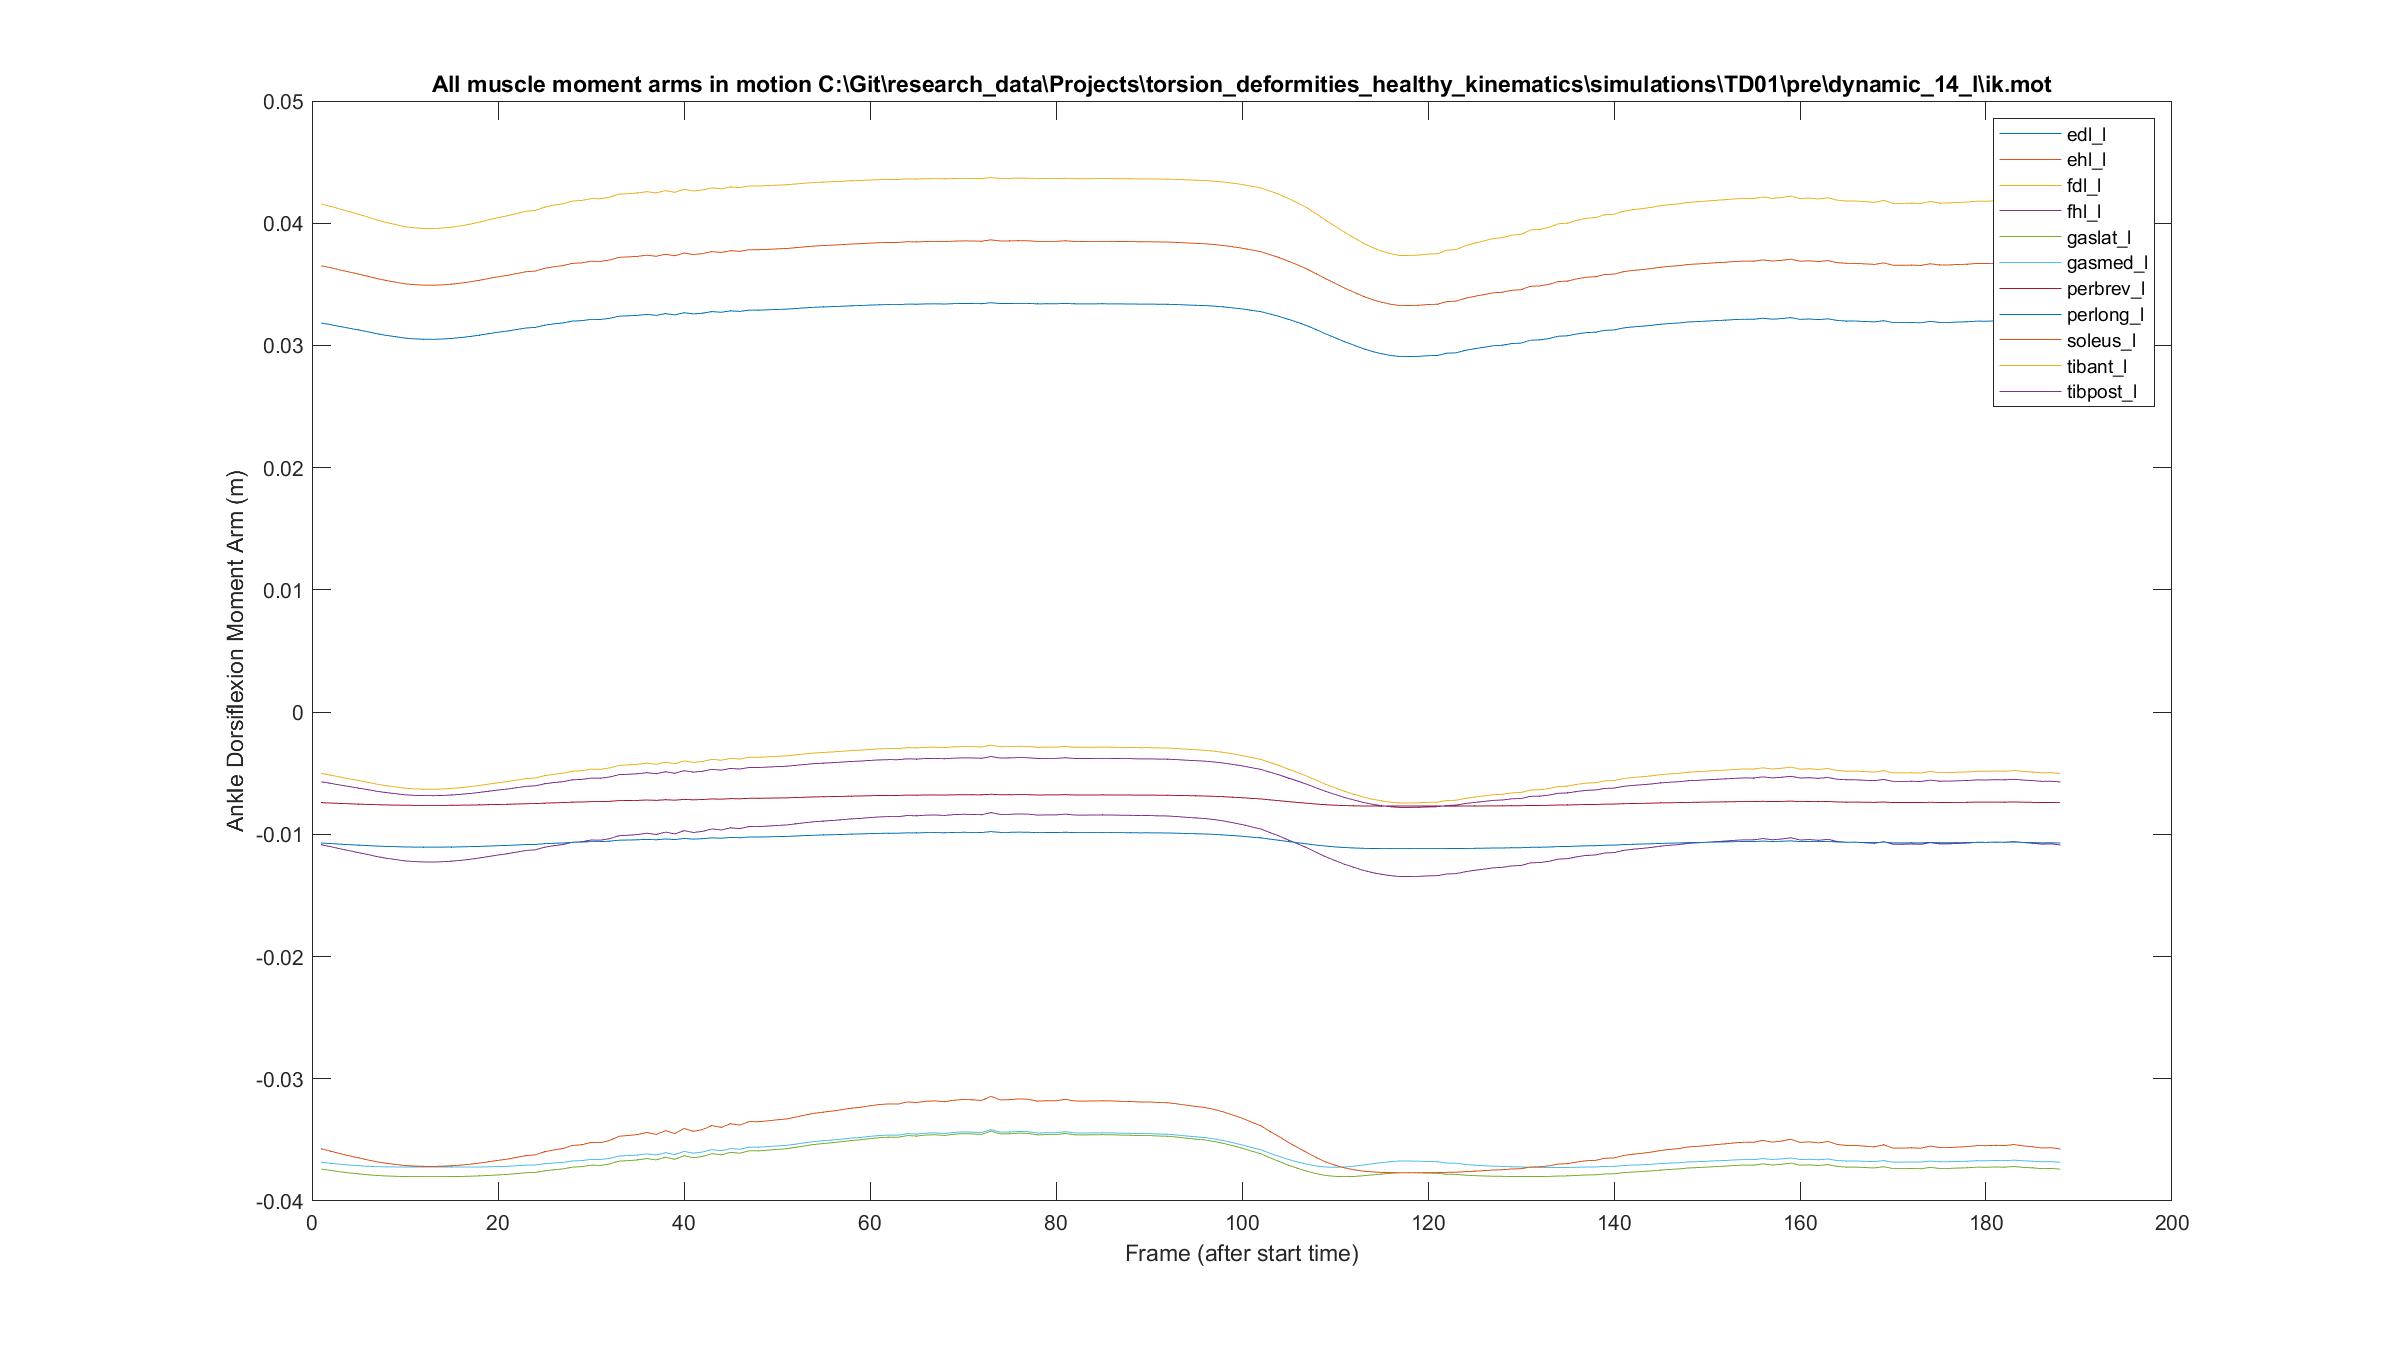 All muscle moment arms in motion C:\Git\research_data\Projects\torsion_deformities_healthy_kinematics\simulations\TD01\pre\dynamic_14_l\ik.mot
0.05
0.04
0.03
0.02
0.01
0
-0.01
-0.02
-0.03
-0.04
Ankle Dorsiflexion Moment Arm (m)
edl_l
ehl_l
fdl_l
fhl_l
gaslat_l
gasmed_l
perbrev_l
perlong_l
soleus_l
tibant_l
tibpost_l
0 20 40 60 80 100 120 140 160 180 200
Frame (after start time)